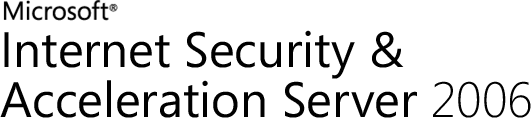 Microsoft®
Internet Security &
Acceleration Server 2006